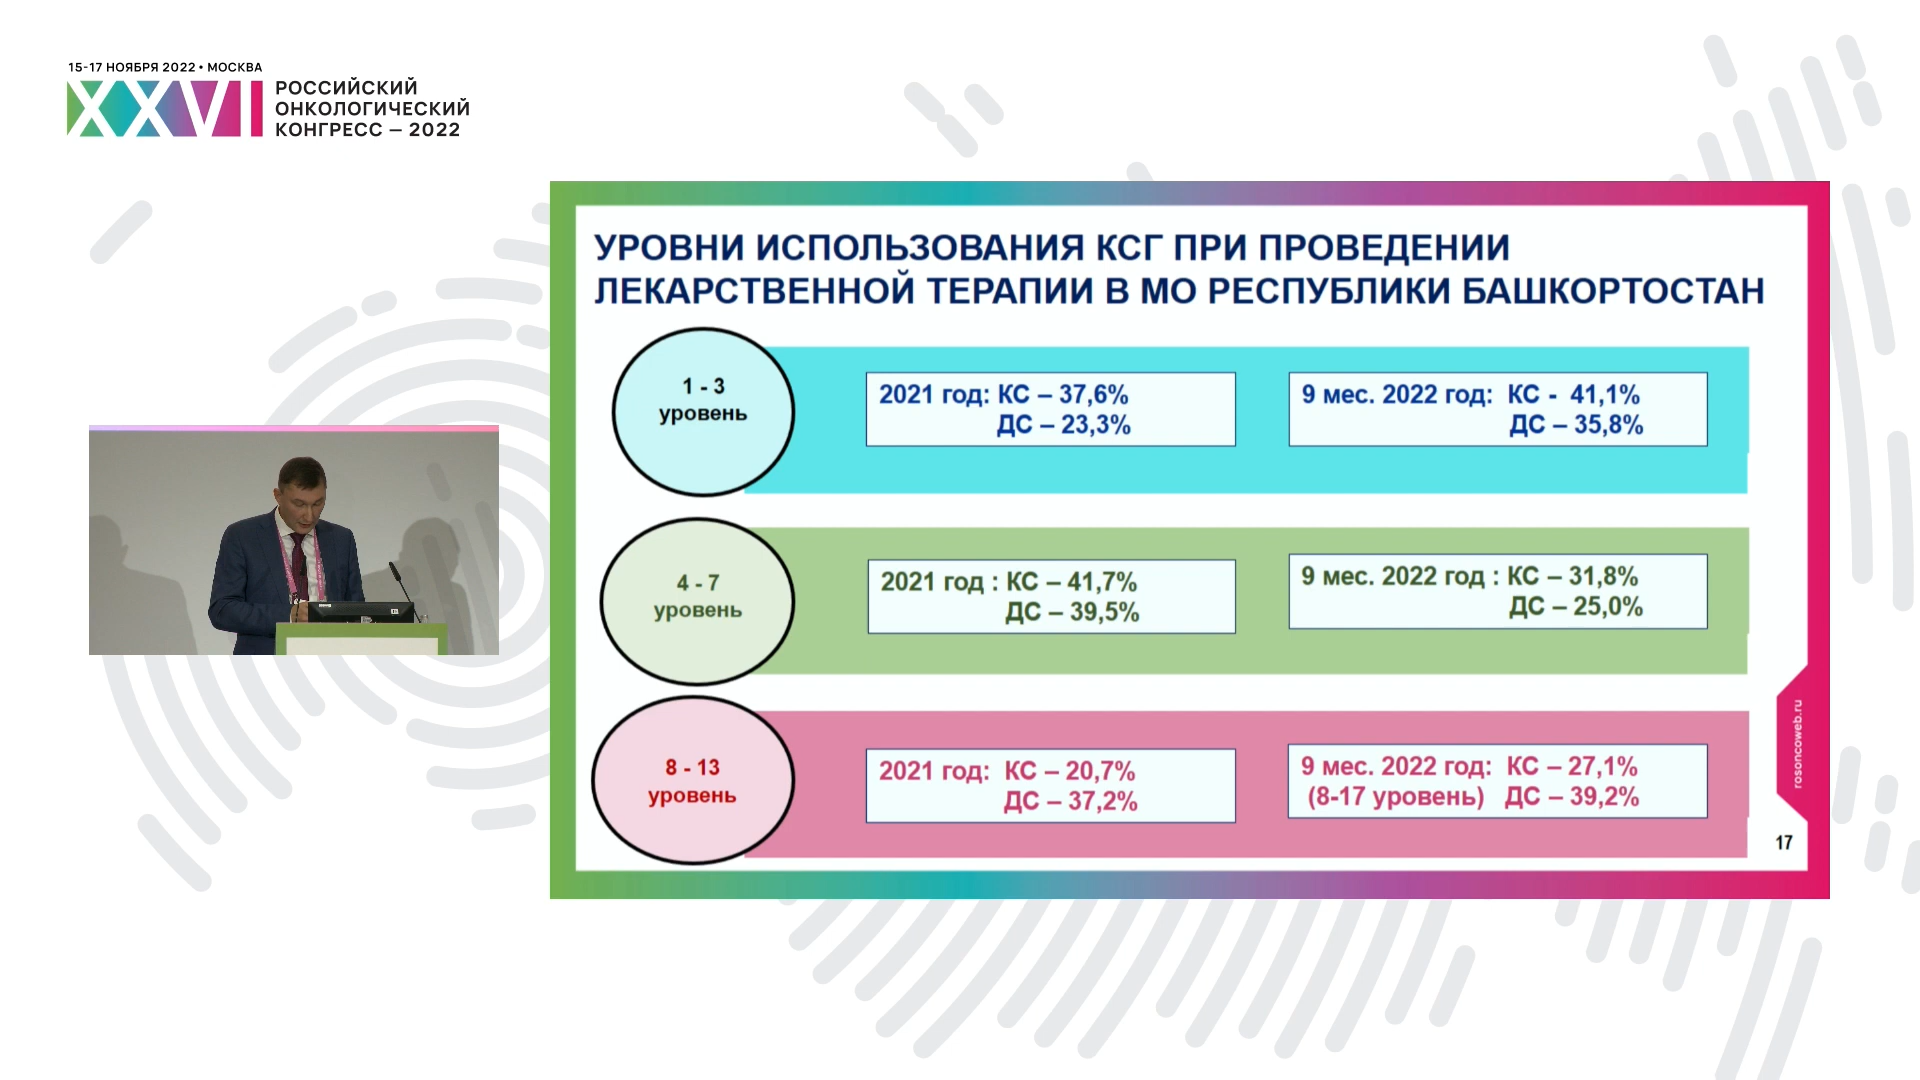 15-17 НОЯБРЯ 2022 • МОСКВА
XXVI
РОССИЙСКИЙ
ОНКОЛОГИЧЕСКИЙ
КОНГРЕСС — 2022
УРОВНИ ИСПОЛЬЗОВАНИЯ КСГ ПРИ ПРОВЕДЕНИИ
ЛЕКАРСТВЕННОЙ ТЕРАПИИ В МО РЕСПУБЛИКИ БАШКОРТОСТАН
1 - 3
уровень
2021 год: КС – 37,6%
ДС – 23,3%
9 мес. 2022 год: КС - 41,1%
ДС – 35,8%
4 - 7
уровень
2021 год : КС – 41,7%
ДС – 39,5%
9 мес. 2022 год : КС – 31,8%
ДС – 25,0%
8 - 13
уровень
2021 год: КС – 20,7%
ДС – 37,2%
9 мес. 2022 год: КС – 27,1%
(8-17 уровень) ДС – 39,2%
rosoncoweb.ru
17